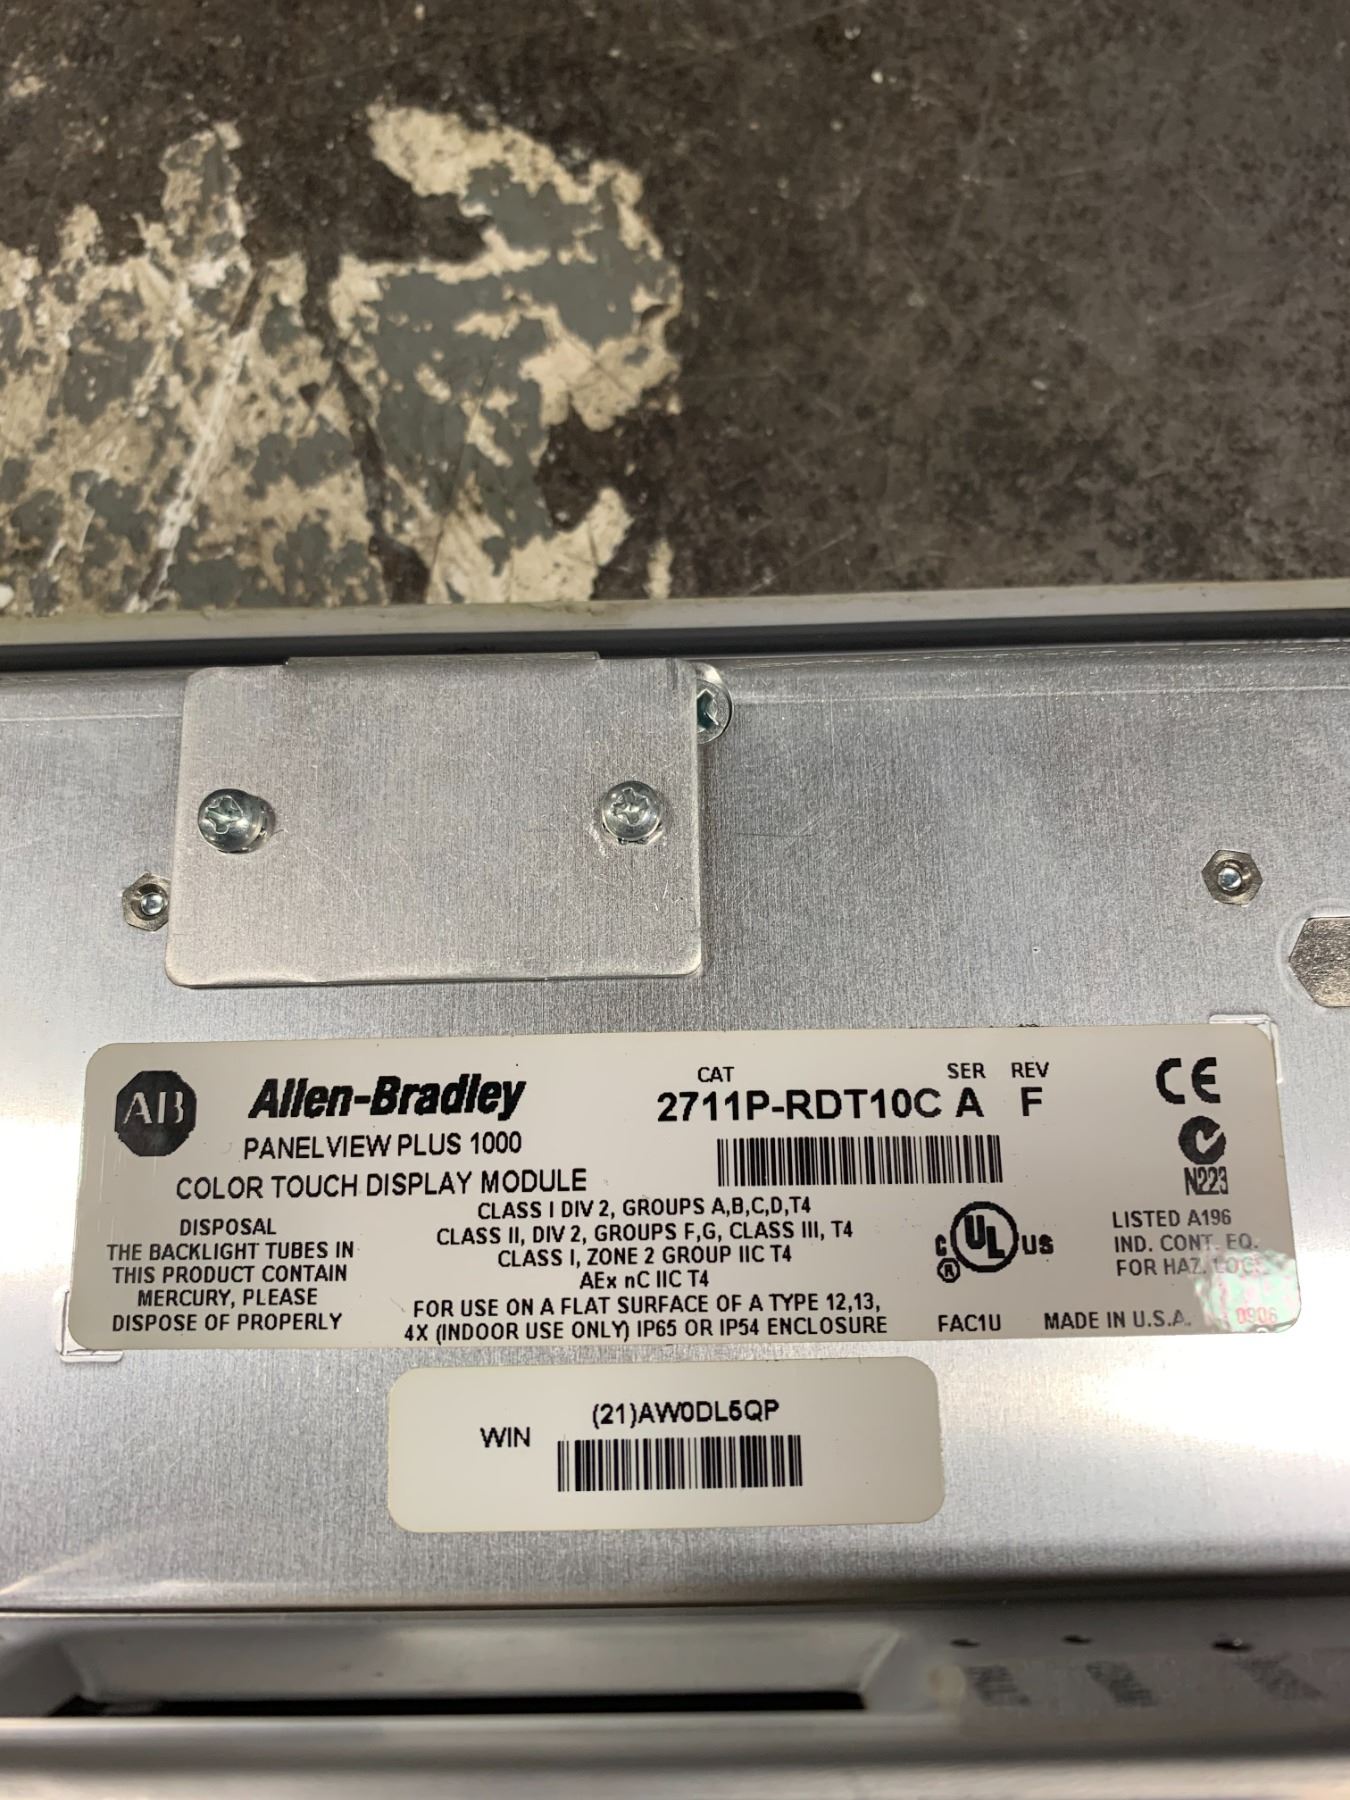 AB Allen-Bradley
PANELVIEW PLUS 1000
COLOR TOUCH DISPLAY MODULE
CAT SER REV
2711P-RDT10C A F
CE
N223
DISPOSAL
THE BACKLIGHT TUBES IN
THIS PRODUCT CONTAIN
MERCURY, PLEASE
DISPOSE OF PROPERLY
CLASS I DIV 2, GROUPS A,B,C,D,T4
CLASS II, DIV 2, GROUPS F,G, CLASS III, T4
CLASS I, ZONE 2 GROUP IIC T4
AEx nC IIC T4
FOR USE ON A FLAT SURFACE OF A TYPE 12,13,
4X (INDOOR USE ONLY) IP65 OR IP54 ENCLOSURE
C UL US ®
LISTED A196
IND. CONT. EQ.
FOR HAZ. LOC.
FAC1U MADE IN U.S.A. 0906
WIN (21)AW0DL5QP